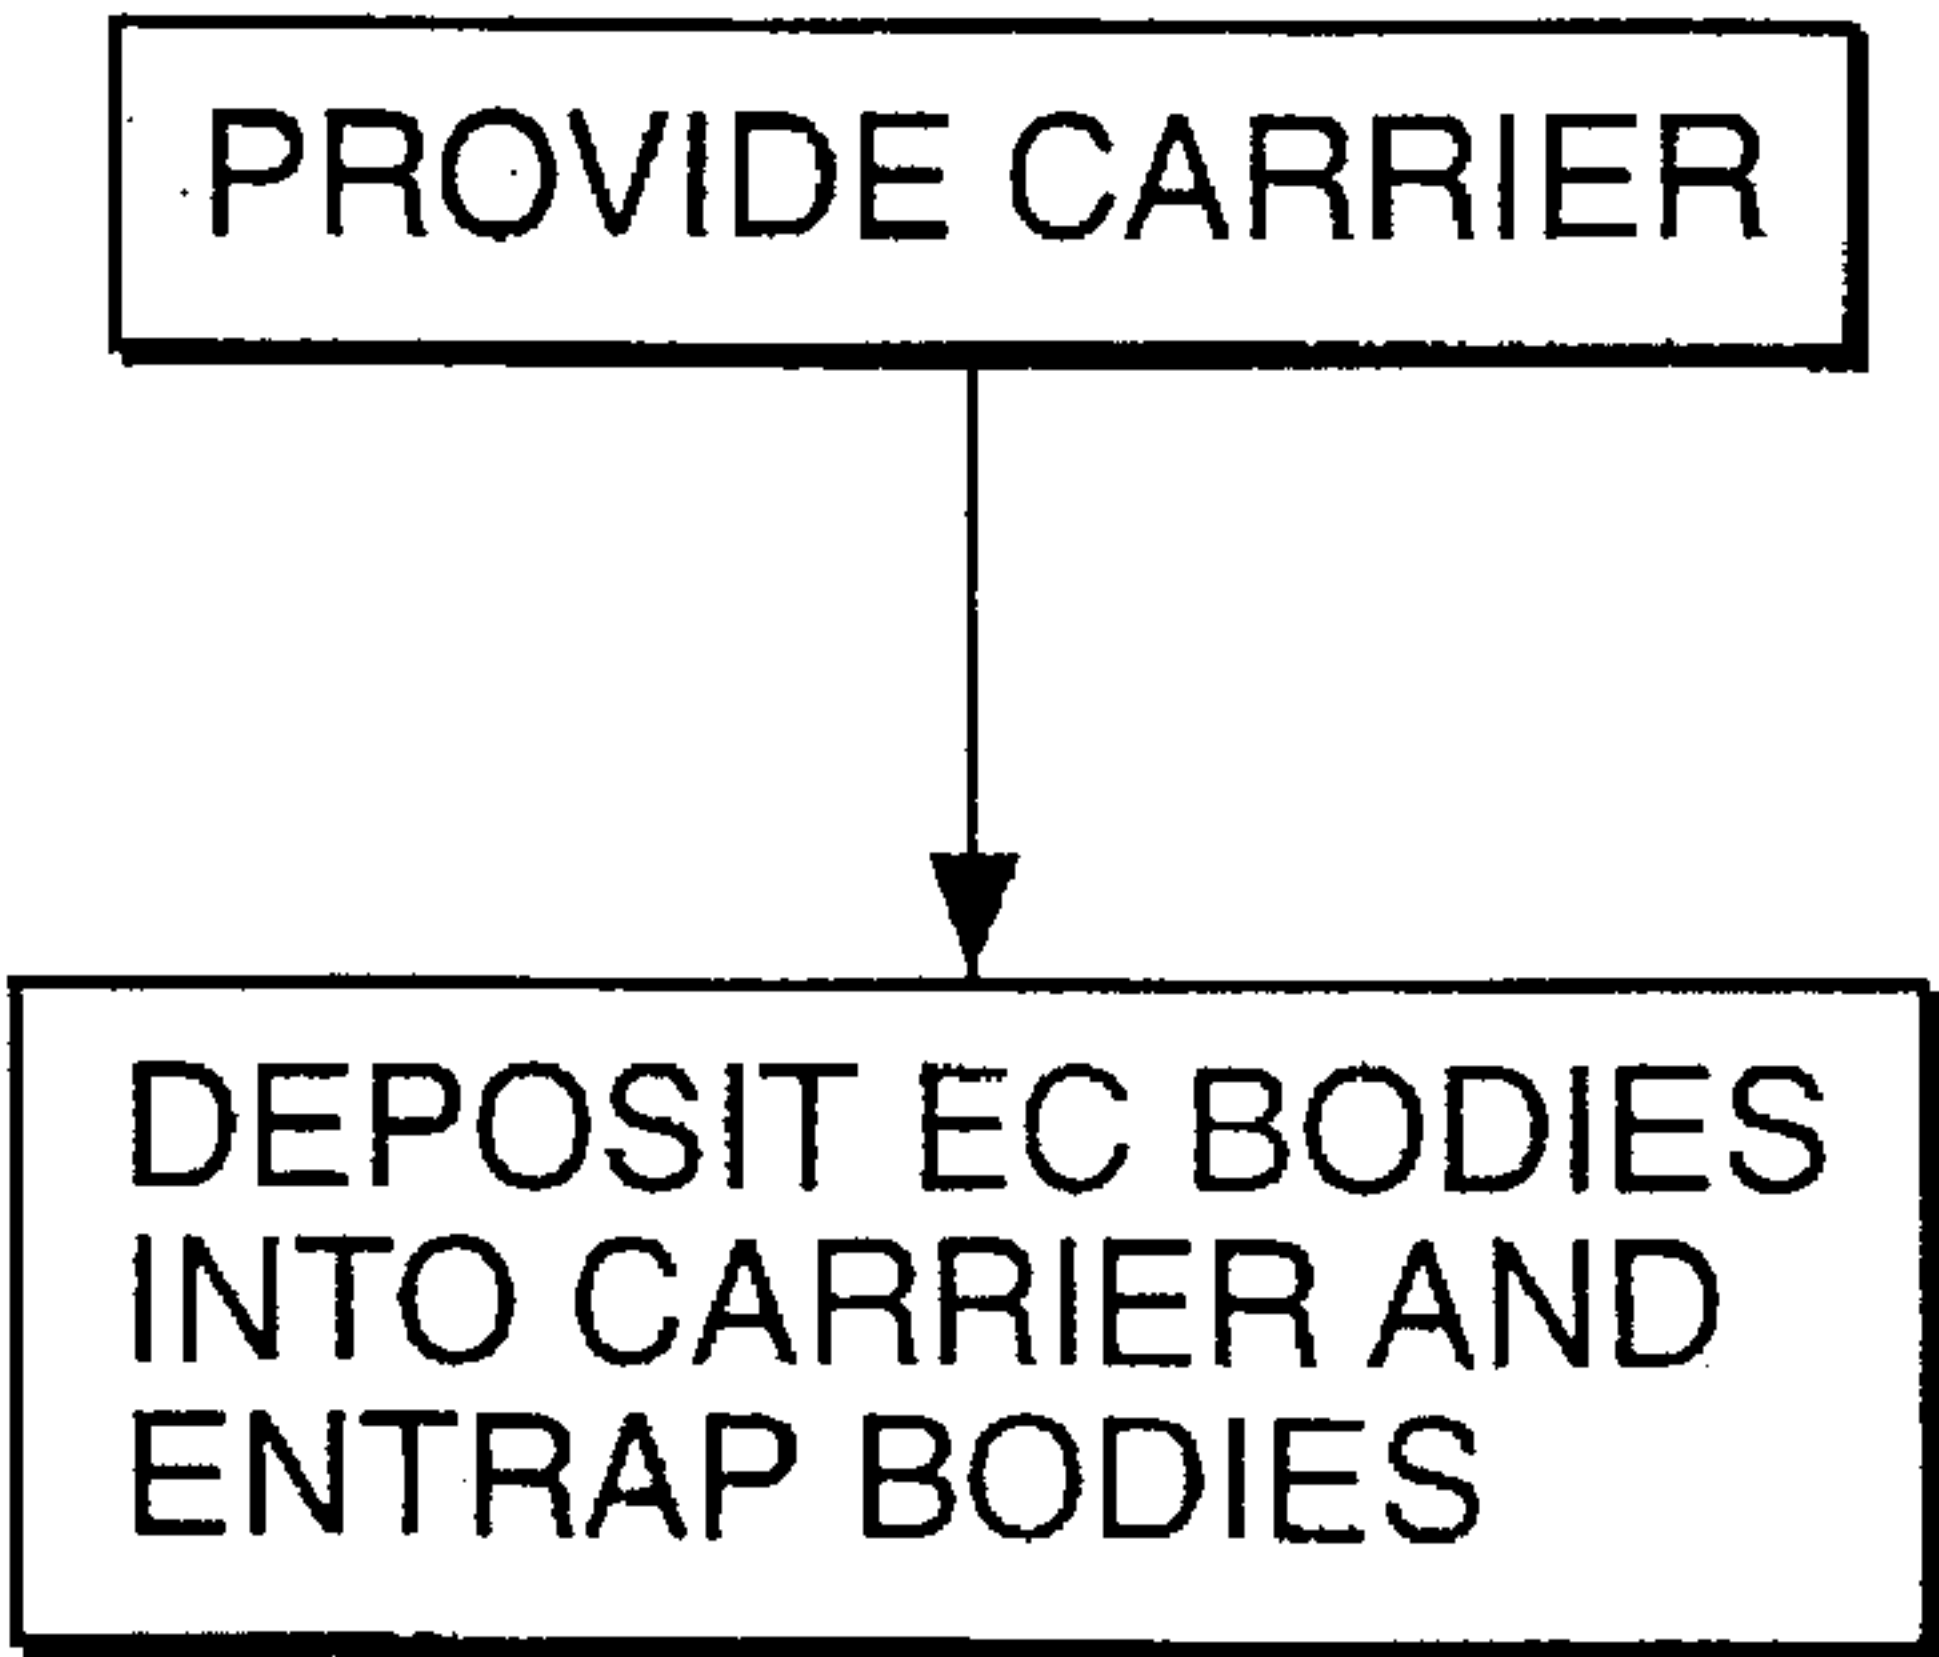 PROVIDE CARRIER
DEPOSIT EC BODIES
INTO CARRIER AND
ENTRAP BODIES